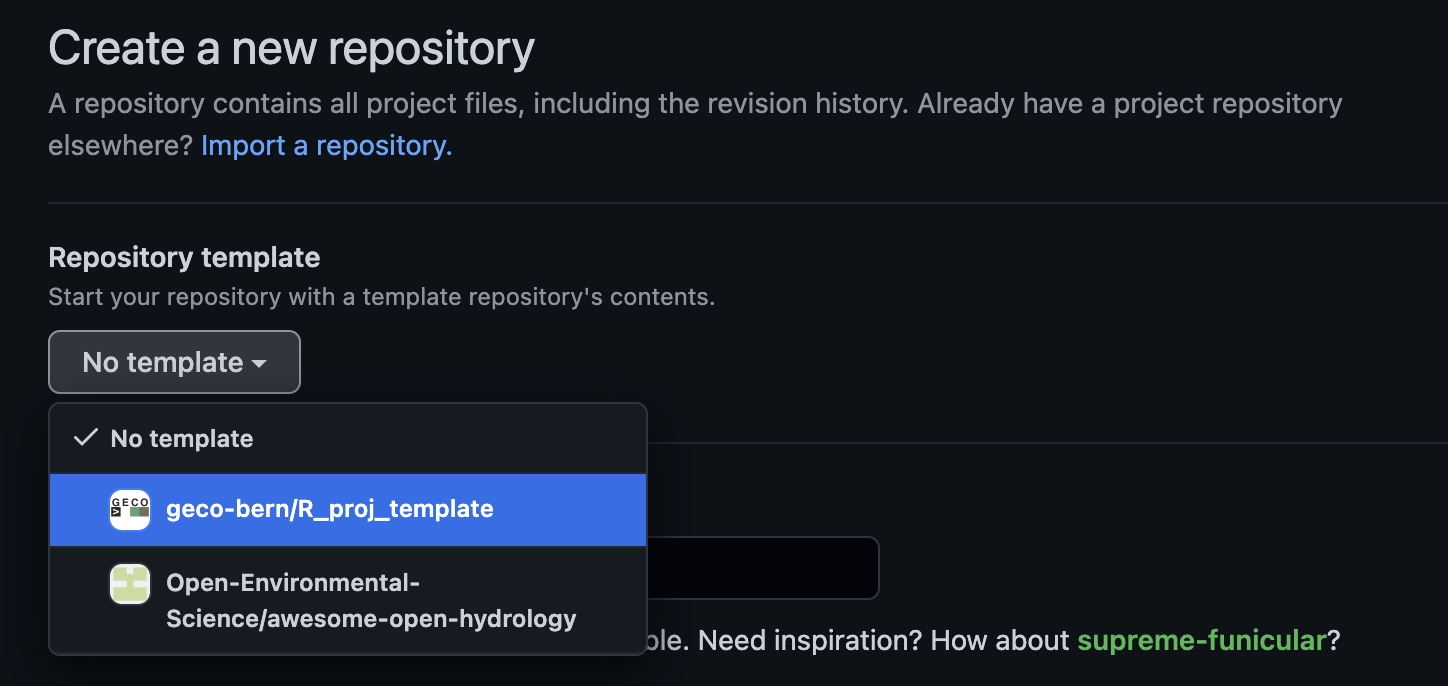 Create a new repository
A repository contains all project files, including the revision history. Already have a project repository
elsewhere? Import a repository.
Repository template
Start your repository with a template repository's contents.
No template
No template
GECO
geco-bern/R_proj_template
Open-Environmental-
Science/awesome-open-hydrology
ble. Need inspiration? How about supreme-funicular?